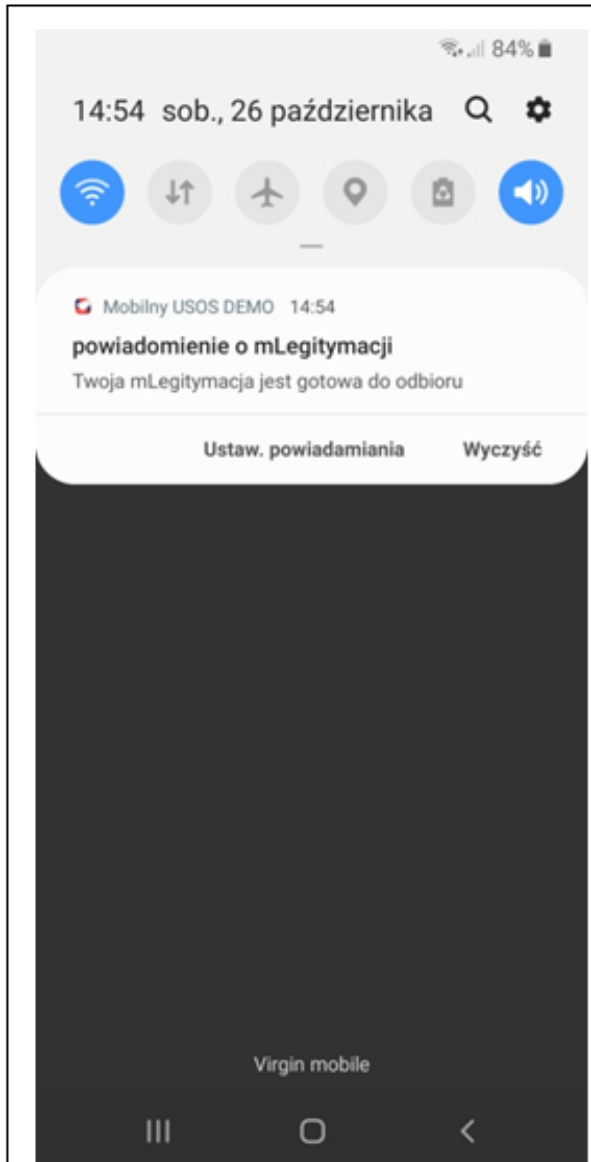 84%
14:54 sob., 26 października
Mobilny USOS DEMO 14:54
powiadomienie o mLegitymacji
Twoja mLegitymacja jest gotowa do odbioru
Ustaw. powiadamiania Wyczyść
Virgin mobile